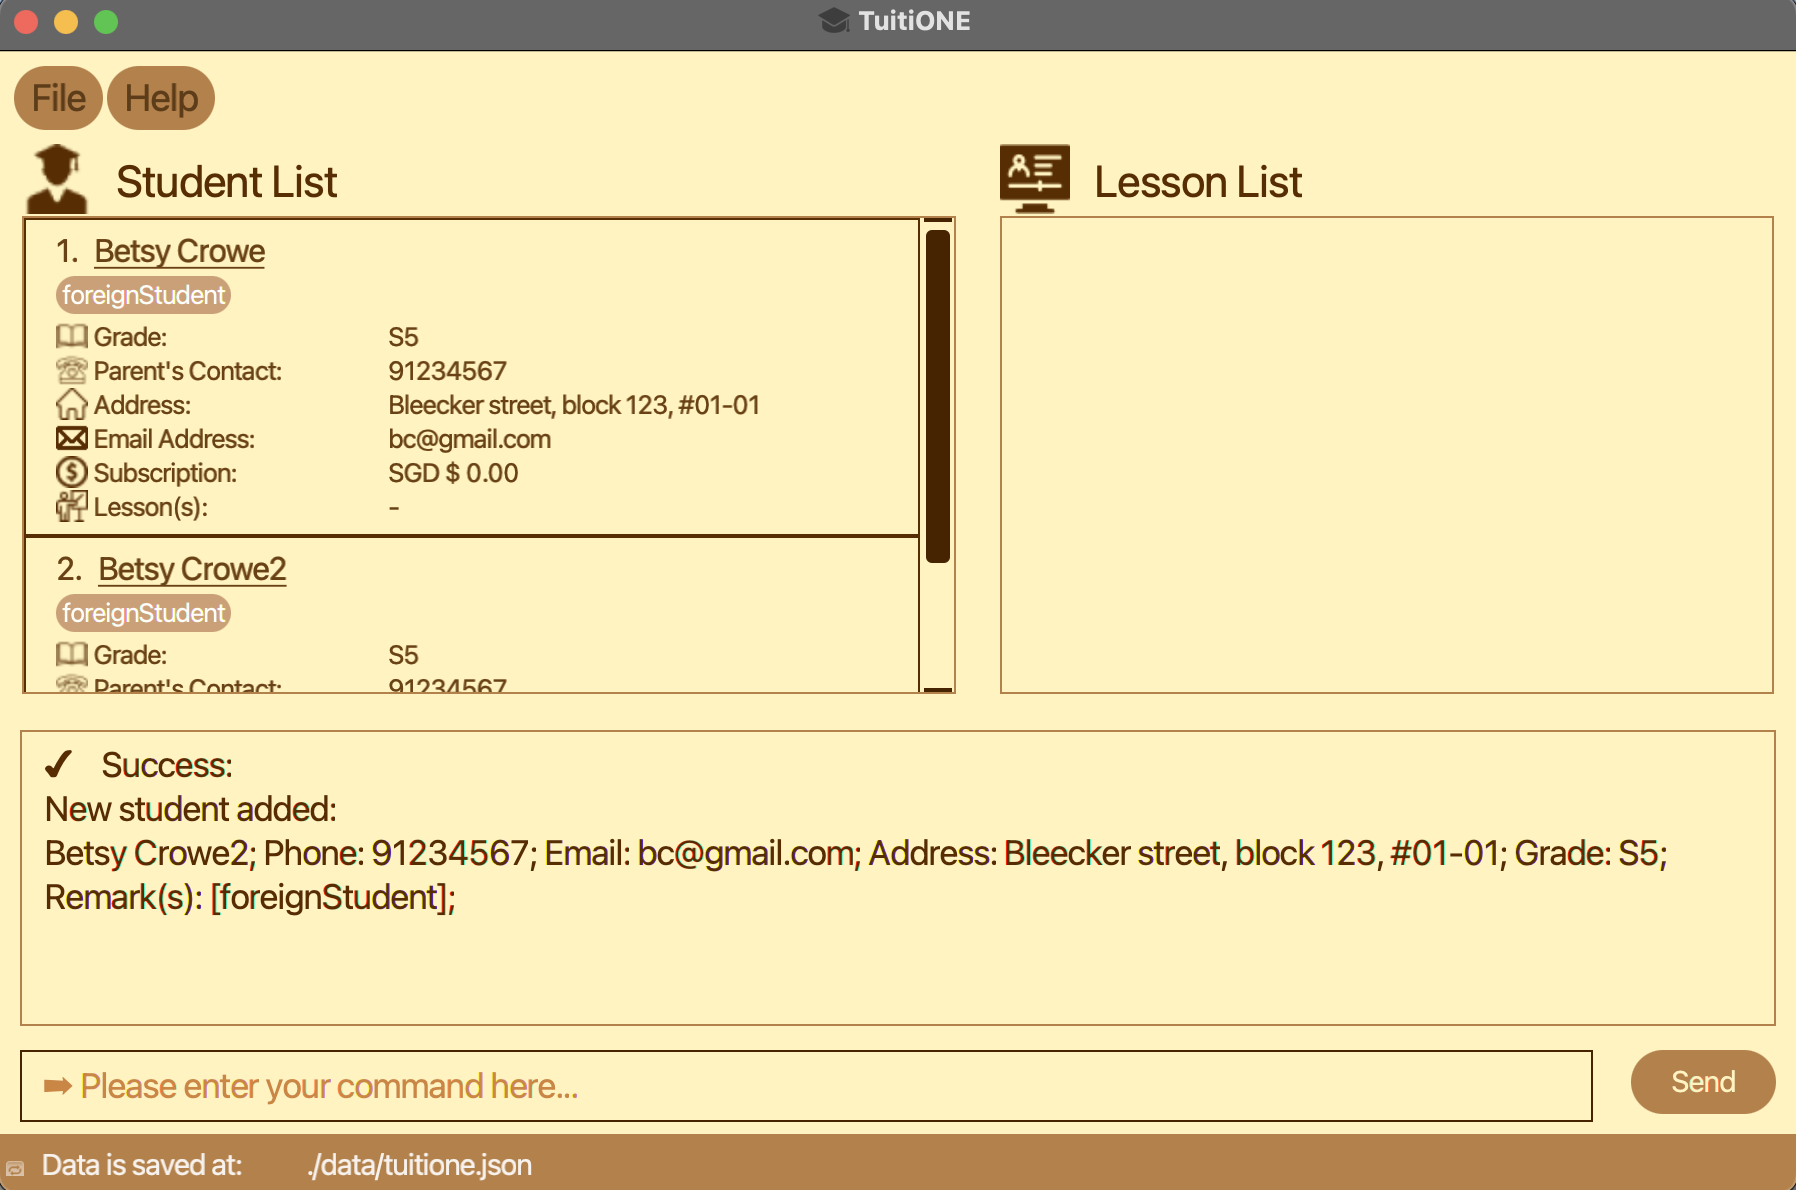 TuitiONE
File Help
Student List
1. Betsy Crowe
foreignStudent
Grade: S5
Parent's Contact: 91234567
Address: Bleecker street, block 123, #01-01
Email Address: bc@gmail.com
Subscription: SGD $ 0.00
Lesson(s): -
2. Betsy Crowe2
foreignStudent
Grade: S5
Parent's Contact: 91234567
Lesson List
✔ Success:
New student added:
Betsy Crowe2; Phone: 91234567; Email: bc@gmail.com; Address: Bleecker street, block 123, #01-01; Grade: S5;
Remark(s): [foreignStudent];
➡ Please enter your command here...
Send
Data is saved at: ./data/tuitione.json